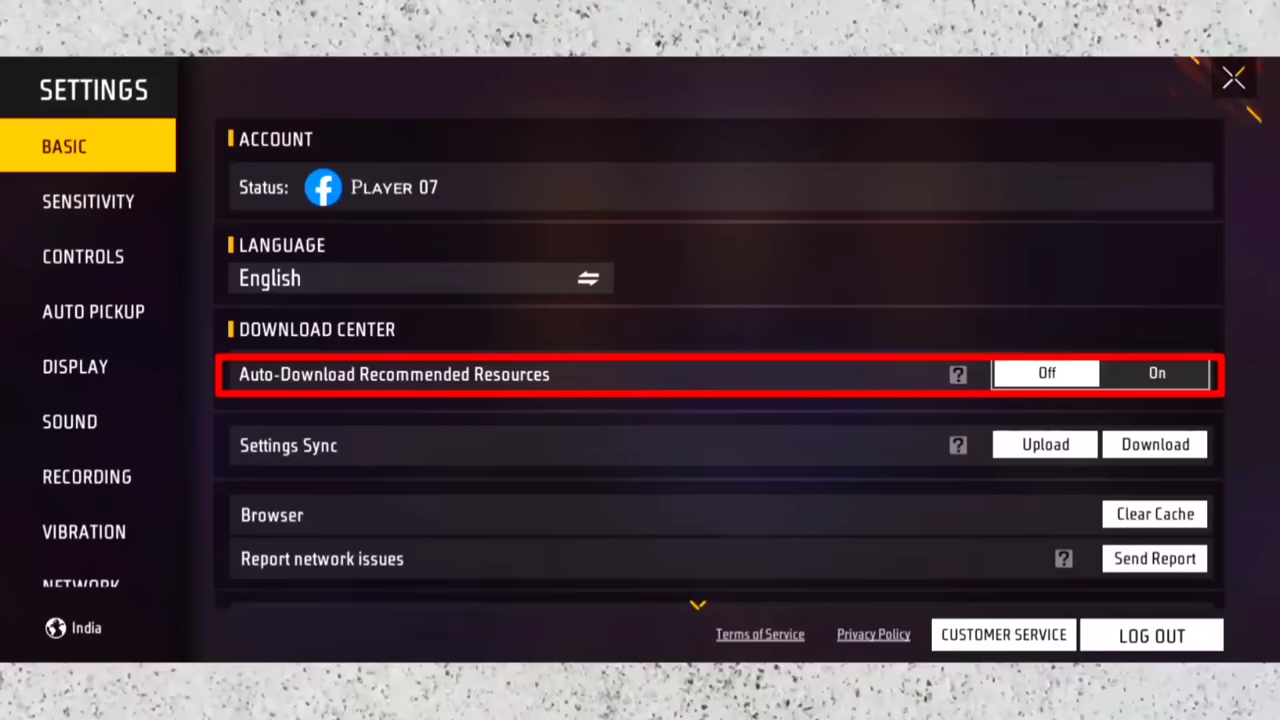 SETTINGS
BASIC
SENSITIVITY
CONTROLS
AUTO PICKUP
DISPLAY
SOUND
RECORDING
VIBRATION
NETWORK
India
ACCOUNT
Status: Player 07
LANGUAGE
English
DOWNLOAD CENTER
Auto-Download Recommended Resources ? Off On
Settings Sync ? Upload Download
Browser Clear Cache
Report network issues ? Send Report
Terms of Service Privacy Policy CUSTOMER SERVICE LOG OUT